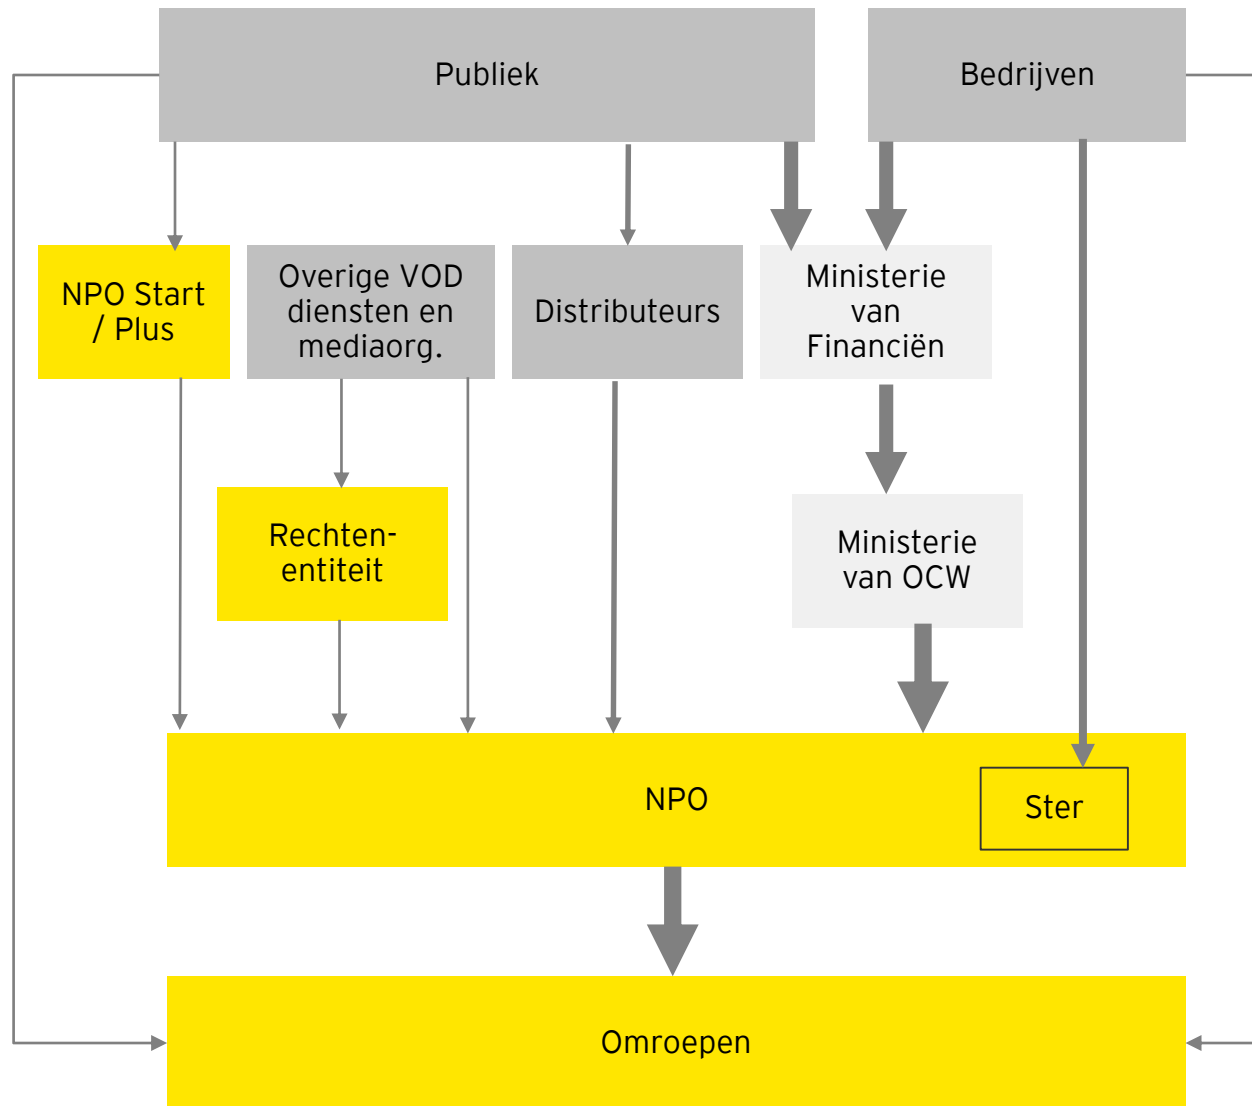 Publiek
Bedrijven
NPO Start
/ Plus
Overige VOD
diensten en
mediaorg.
Distributeurs
Ministerie
van
Financiën
Rechten-
entiteit
Ministerie
van OCW
NPO
Ster
Omroepen